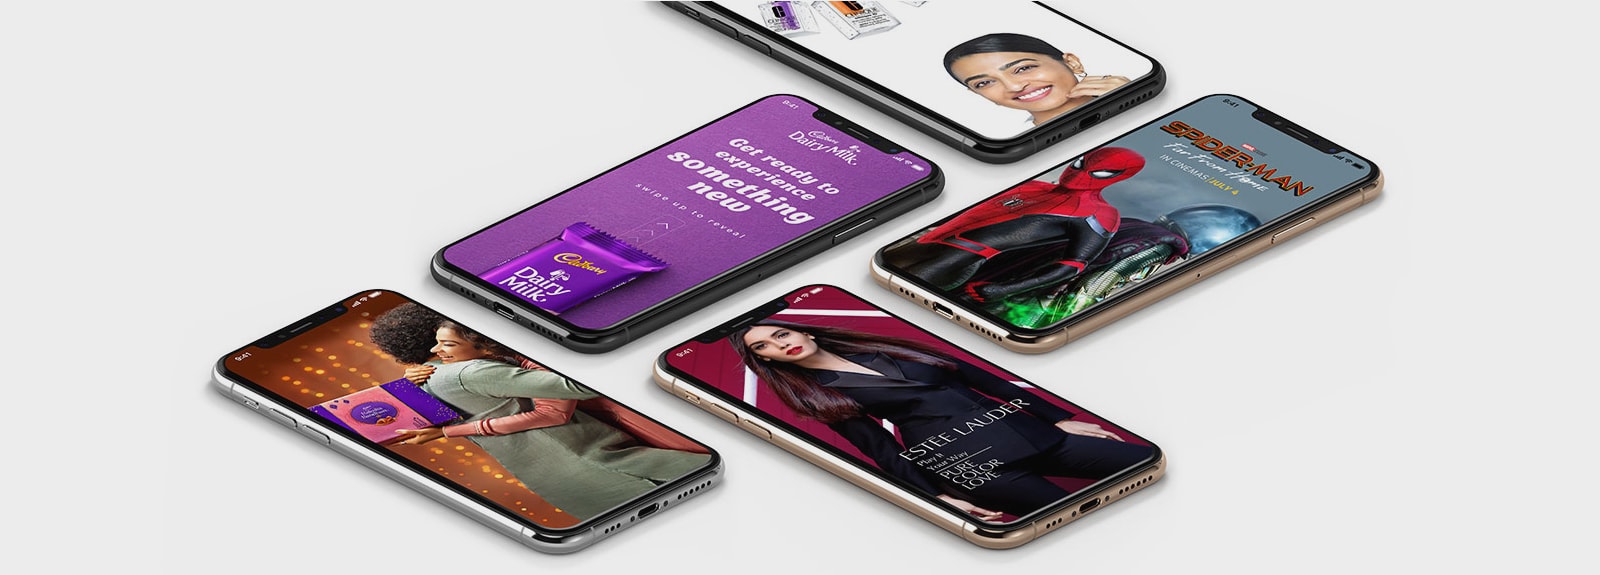 CLINIQUE
CLINIQUE
9:41
Cadbury
Dairy Milk
Get ready to
experience
something
new
swipe up to reveal
Cadbury
Dairy
Milk
9:41
MARVEL STUDIOS
SPIDER-MAN
Far From Home
IN CINEMAS JULY 4
9:41
9:41
ESTĒE LAUDER
Play It
Your Way
PURE
COLOR
LOVE